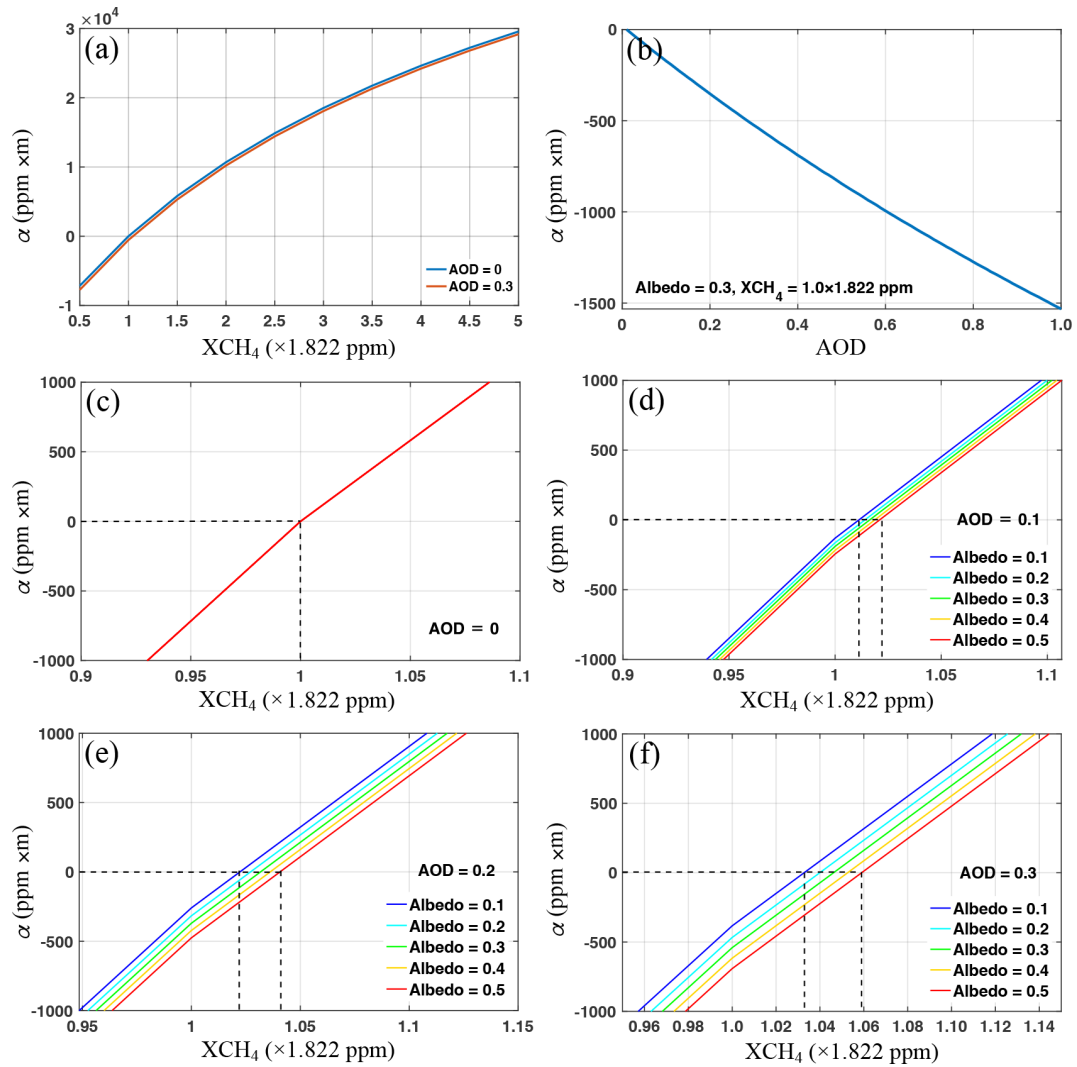 ×10⁴
(a)
3
2
1
0
-1
α (ppm ×m)
AOD = 0
AOD = 0.3
0.5 1 1.5 2 2.5 3 3.5 4 4.5 5
XCH₄ (×1.822 ppm)
(b)
0
-500
-1000
-1500
α (ppm ×m)
Albedo = 0.3, XCH₄ = 1.0×1.822 ppm
0 0.2 0.4 0.6 0.8 1.0
AOD
(c)
1000
500
0
-500
-1000
α (ppm ×m)
AOD = 0
0.9 0.95 1 1.05 1.1
XCH₄ (×1.822 ppm)
(d)
1000
500
0
-500
-1000
α (ppm ×m)
AOD = 0.1
Albedo = 0.1
Albedo = 0.2
Albedo = 0.3
Albedo = 0.4
Albedo = 0.5
0.9 0.95 1 1.05 1.1
XCH₄ (×1.822 ppm)
(e)
1000
500
0
-500
-1000
α (ppm ×m)
AOD = 0.2
Albedo = 0.1
Albedo = 0.2
Albedo = 0.3
Albedo = 0.4
Albedo = 0.5
0.95 1 1.05 1.1 1.15
XCH₄ (×1.822 ppm)
(f)
1000
500
0
-500
-1000
α (ppm ×m)
AOD = 0.3
Albedo = 0.1
Albedo = 0.2
Albedo = 0.3
Albedo = 0.4
Albedo = 0.5
0.96 0.98 1.0 1.02 1.04 1.06 1.08 1.10 1.12 1.14
XCH₄ (×1.822 ppm)